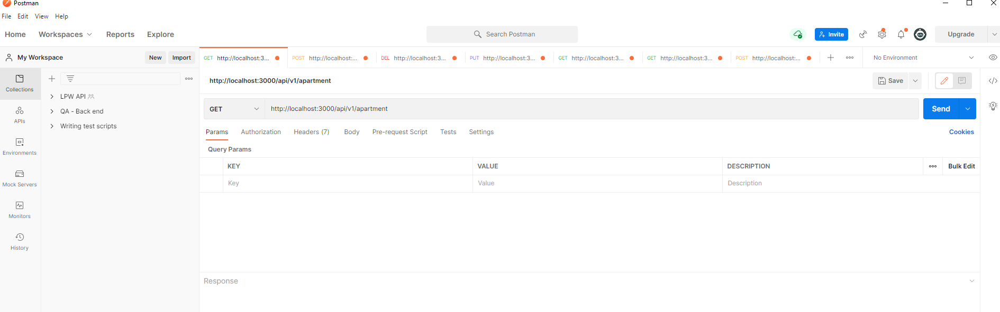 Postman
File Edit View Help
Home Workspaces Reports Explore Search Postman Invite Upgrade
My Workspace New Import
GET http://localhost:3... POST http://localhost:... DEL http://localhost:3... PUT http://localhost:3... GET http://localhost:3... GET http://localhost:3... POST http://localhost:... No Environment
Collections
APIs
Environments
Mock Servers
Monitors
History
LPW API
QA - Back end
Writing test scripts
http://localhost:3000/api/v1/apartment Save
GET http://localhost:3000/api/v1/apartment Send
Params Authorization Headers (7) Body Pre-request Script Tests Settings Cookies
Query Params
KEY VALUE DESCRIPTION Bulk Edit
Key Value Description
Response